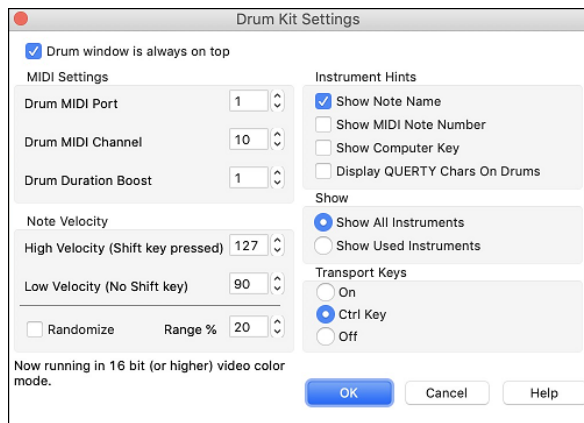 Drum Kit Settings
Drum window is always on top
MIDI Settings
Drum MIDI Port 1
Drum MIDI Channel 10
Drum Duration Boost 1
Note Velocity
High Velocity (Shift key pressed) 127
Low Velocity (No Shift key) 90
Randomize Range % 20
Now running in 16 bit (or higher) video color
mode.
Instrument Hints
Show Note Name
Show MIDI Note Number
Show Computer Key
Display QUERTY Chars On Drums
Show
Show All Instruments
Show Used Instruments
Transport Keys
On
Ctrl Key
Off
OK Cancel Help